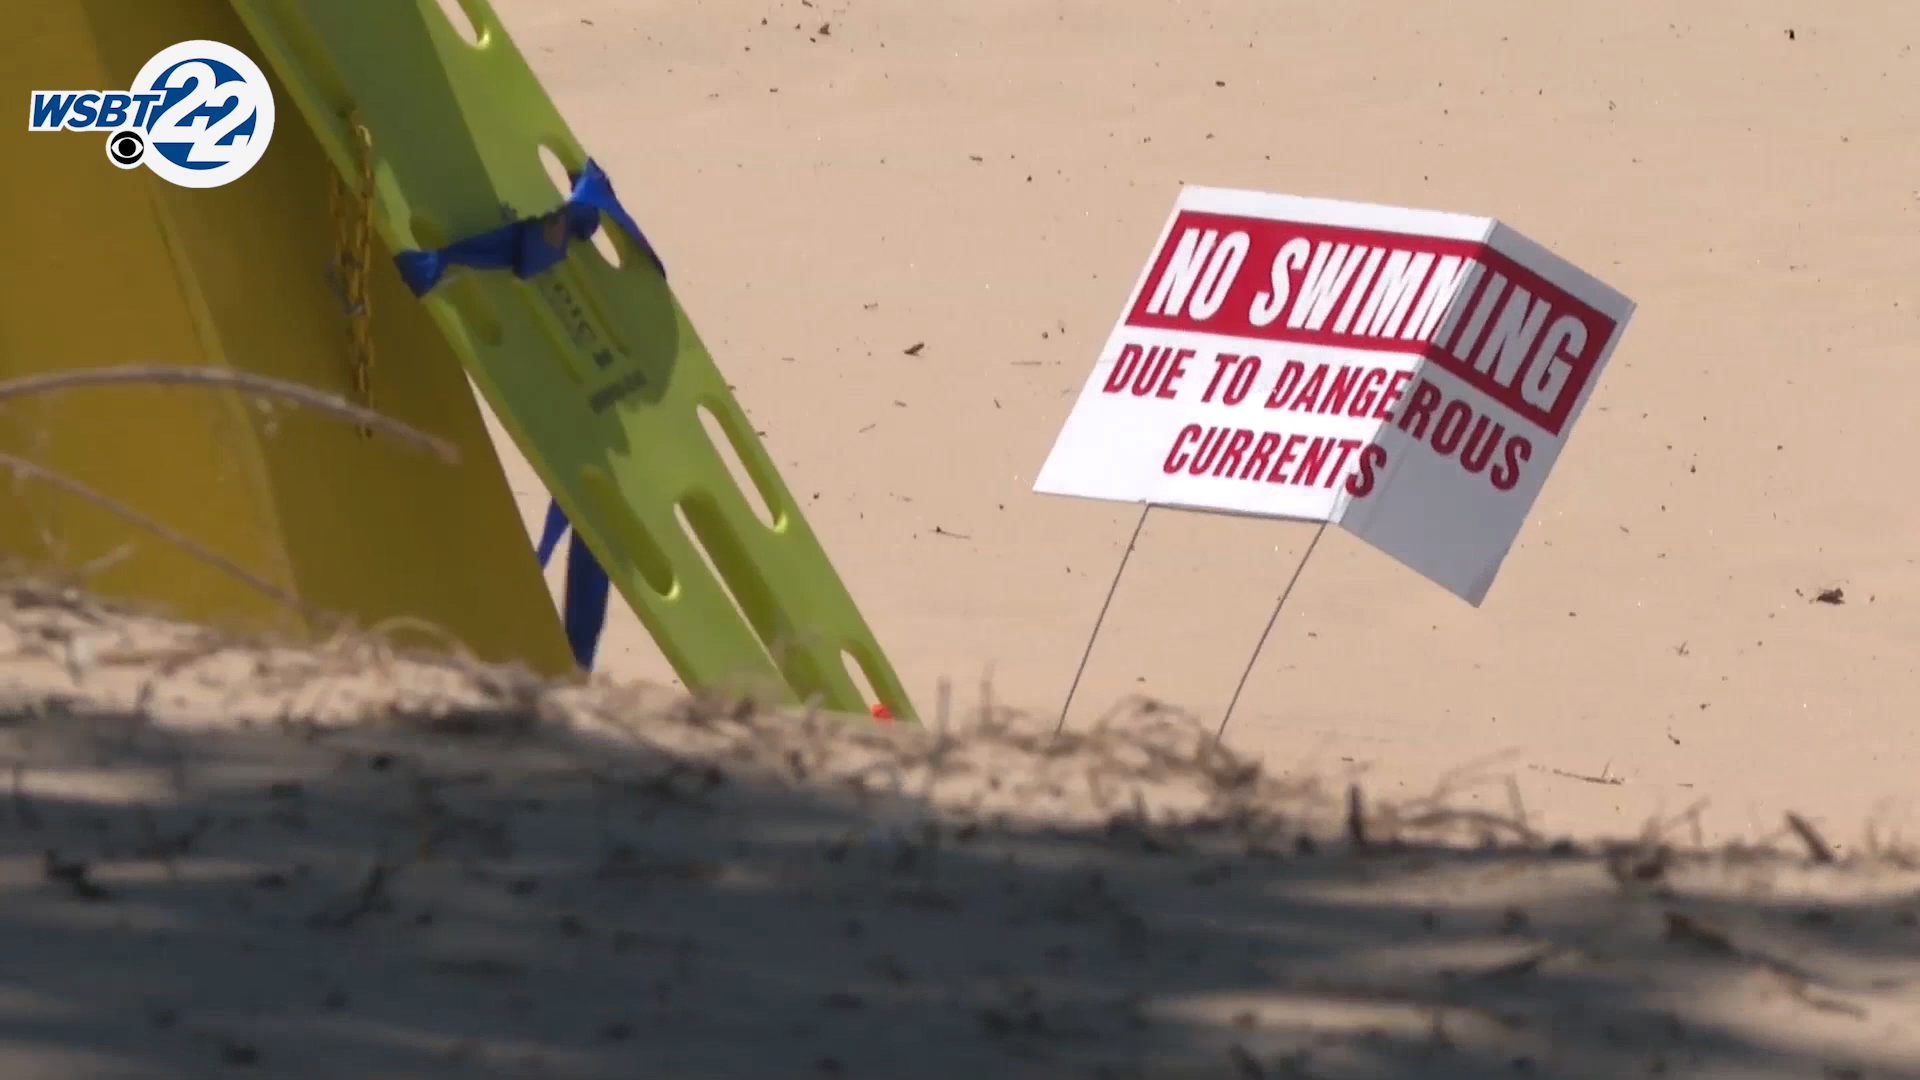 WSBT 22
NO SWIMMING
DUE TO DANGEROUS
CURRENTS